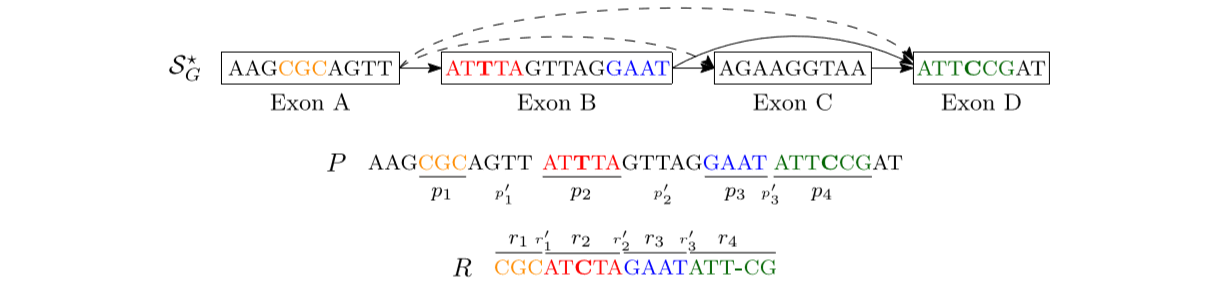 S*_G AAGCGCAGTT ATTTAGTTAGGAAT AGAAGGTAA ATTCCGAT
Exon A Exon B Exon C Exon D
P AAGCGCAGTT ATTTAGTTAGGAAT ATTCCGAT
p1 p′1 p2 p′2 p3 p′3 p4
r1 r′1 r2 r′2 r3 r′3 r4
R CGCATCTAGAATATT-CG